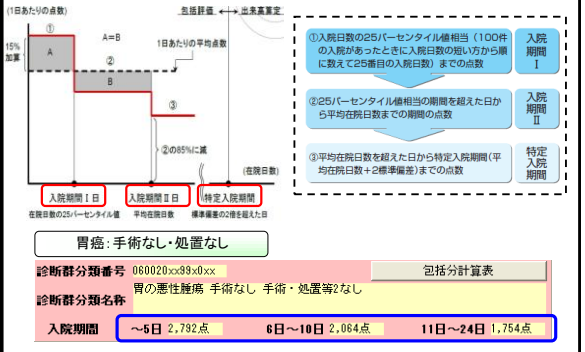 (1日あたりの点数)
包括評価
出来高算定
①
A=B
15%
加算
A
②
1日あたりの平均点数
B
③
②の85%に減
(在院日数)
入院期間Ⅰ日
入院期間Ⅱ日
特定入院期間
在院日数の25パーセンタイル値
平均在院日数
標準偏差の2倍を超えた日
①入院日数の25パーセンタイル値相当(100件
の入院があったときに入院日数の短い方から順
に数えて25番目の入院日数)までの点数
入院
期間
Ⅰ
②25パーセンタイル値相当の期間を超えた日か
ら平均在院日数までの期間の点数
入院
期間
Ⅱ
③平均在院日数を超えた日から特定入院期間(平
均在院日数+2標準偏差)までの点数
特定
入院
期間
胃癌:手術なし・処置なし
診断群分類番号 060020xx99x0xx
包括分計算表
診断群分類名称 胃の悪性腫瘍 手術なし 手術・処置等2なし
入院期間 ~5日 2,792点 6日~10日 2,064点 11日~24日 1,754点